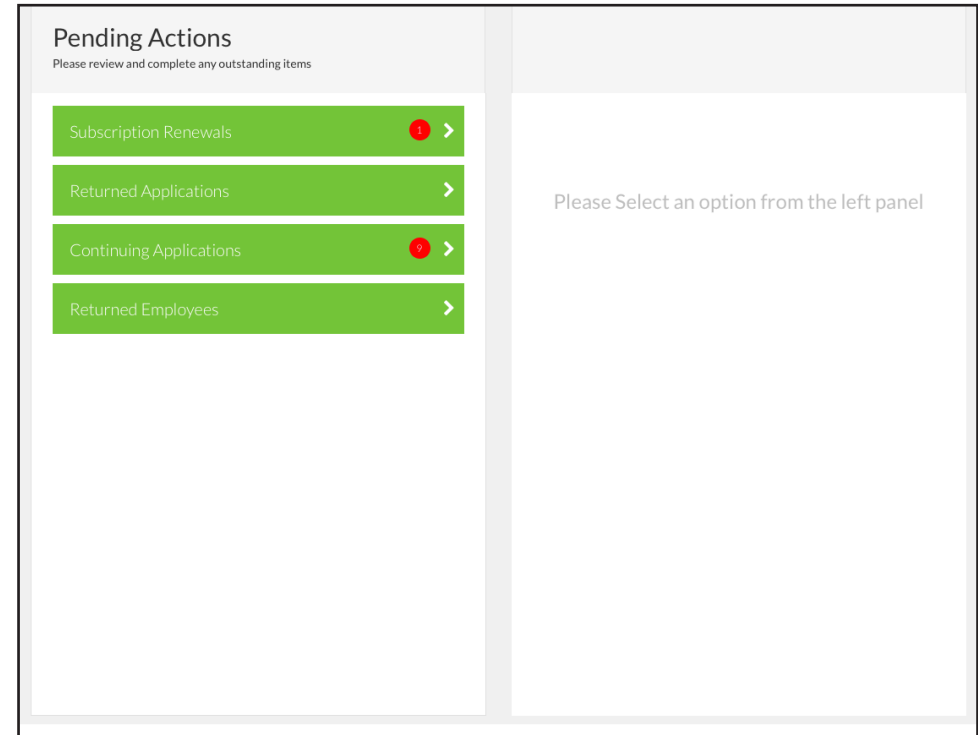 Pending Actions
Please review and complete any outstanding items
Subscription Renewals 1
Returned Applications
Continuing Applications 9
Returned Employees
Please Select an option from the left panel